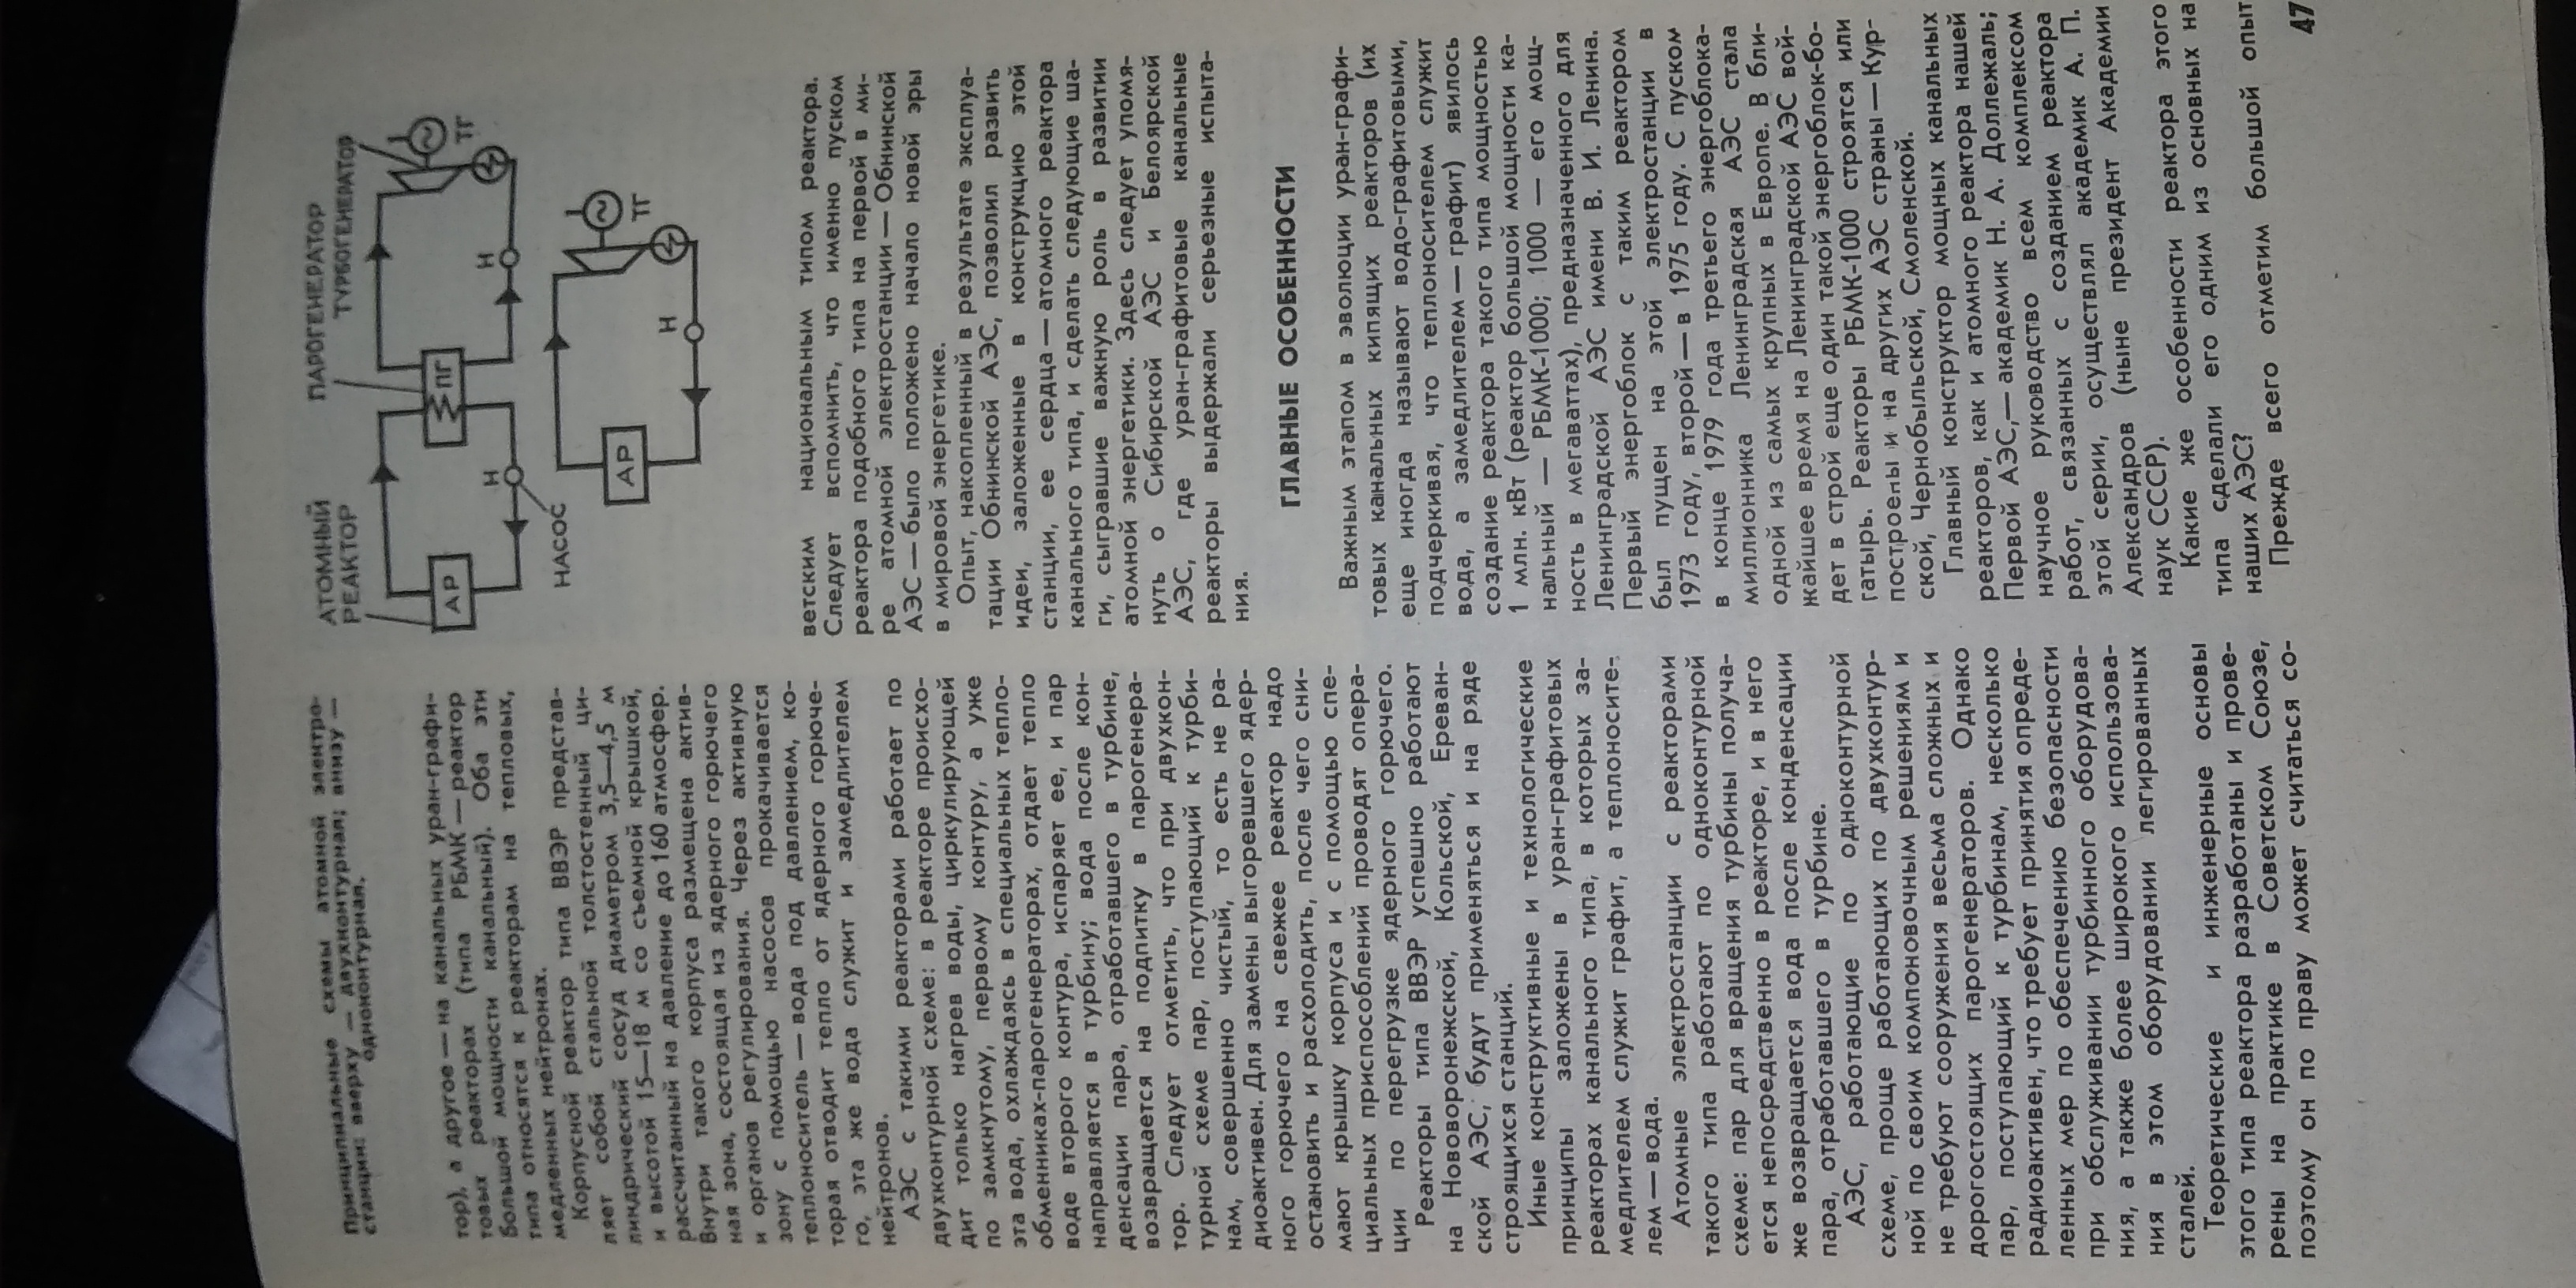 Принципиальные схемы атомной электро-
станции: вверху — двухконтурная; внизу —
одноконтурная.
тор), а другое — на канальных уран-графи-
товых реакторах (типа РБМК — реактор
большой мощности канальный). Оба эти
типа относятся к реакторам на тепловых,
медленных нейтронах.
Корпусной реактор типа ВВЭР представ-
ляет собой стальной толстостенный ци-
линдрический сосуд диаметром 3,5—4,5 м
и высотой 15—18 м со съемной крышкой,
рассчитанный на давление до 160 атмосфер.
Внутри такого корпуса размещена актив-
ная зона, состоящая из ядерного горючего
и органов регулирования. Через активную
зону с помощью насосов прокачивается
теплоноситель — вода под давлением, ко-
торая отводит тепло от ядерного горюче-
го, эта же вода служит и замедлителем
нейтронов.
АЭС с такими реакторами работает по
двухконтурной схеме: в реакторе происхо-
дит только нагрев воды, циркулирующей
по замкнутому, первому контуру, а уже
эта вода, охлаждаясь в специальных тепло-
обменниках-парогенераторах, отдает тепло
воде второго контура, испаряет ее, и пар
направляется в турбину; вода после кон-
денсации пара, отработавшего в турбине,
возвращается на подпитку в парогенера-
тор. Следует отметить, что при двухкон-
турной схеме пар, поступающий к турби-
нам, совершенно чистый, то есть не ра-
диоактивен. Для замены выгоревшего ядер-
ного горючего на свежее реактор надо
остановить и расхолодить, после чего сни-
мают крышку корпуса и с помощью спе-
циальных приспособлений проводят опера-
ции по перегрузке ядерного горючего.
Реакторы типа ВВЭР успешно работают
на Нововоронежской, Кольской, Ереван-
ской АЭС, будут применяться и на ряде
строящихся станций.
Иные конструктивные и технологические
принципы заложены в уран-графитовых
реакторах канального типа, в которых за-
медлителем служит графит, а теплоносите-
лем — вода.
Атомные электростанции с реакторами
такого типа работают по одноконтурной
схеме: пар для вращения турбины получа-
ется непосредственно в реакторе, и в него
же возвращается вода после конденсации
пара, отработавшего в турбине.
АЭС, работающие по одноконтурной
схеме, проще работающих по двухконтур-
ной по своим компоновочным решениям и
не требуют сооружения весьма сложных и
дорогостоящих парогенераторов. Однако
пар, поступающий к турбинам, несколько
радиоактивен, что требует принятия опреде-
ленных мер по обеспечению безопасности
при обслуживании турбинного оборудова-
ния, а также более широкого использова-
ния в этом оборудовании легированных
сталей.
Теоретические и инженерные основы
этого типа реактора разработаны и прове-
рены на практике в Советском Союзе,
поэтому он по праву может считаться со-
АТОМНЫЙ
РЕАКТОР
ПАРОГЕНЕРАТОР
ТУРБОГЕНЕРАТОР
АР
ПГ
ТГ
Н
Н
НАСОС
АР
ТГ
Н
ветским национальным типом реактора.
Следует вспомнить, что именно пуском
реактора подобного типа на первой в ми-
ре атомной электростанции — Обнинской
АЭС — было положено начало новой эры
в мировой энергетике.
Опыт, накопленный в результате эксплуа-
тации Обнинской АЭС, позволил развить
идеи, заложенные в конструкцию этой
станции, ее сердца — атомного реактора
канального типа, и сделать следующие ша-
ги, сыгравшие важную роль в развитии
атомной энергетики. Здесь следует упомя-
нуть о Сибирской АЭС и Белоярской
АЭС, где уран-графитовые канальные
реакторы выдержали серьезные испыта-
ния.
ГЛАВНЫЕ ОСОБЕННОСТИ
Важным этапом в эволюции уран-графи-
товых канальных кипящих реакторов (их
еще иногда называют водо-графитовыми,
подчеркивая, что теплоносителем служит
вода, а замедлителем — графит) явилось
создание реактора такого типа мощностью
1 млн. кВт (реактор большой мощности ка-
нальный — РБМК-1000; 1000 — его мощ-
ность в мегаваттах), предназначенного для
Ленинградской АЭС имени В. И. Ленина.
Первый энергоблок с таким реактором
был пущен на этой электростанции в
1973 году, второй — в 1975 году. С пуском
в конце 1979 года третьего энергоблока-
миллионника Ленинградская АЭС стала
одной из самых крупных в Европе. В бли-
жайшее время на Ленинградской АЭС вой-
дет в строй еще один такой энергоблок-бо-
гатырь. Реакторы РБМК-1000 строятся или
построены и на других АЭС страны — Кур-
ской, Чернобыльской, Смоленской.
Главный конструктор мощных канальных
реакторов, как и атомного реактора нашей
Первой АЭС,— академик Н. А. Доллежаль;
научное руководство всем комплексом
работ, связанных с созданием реактора
этой серии, осуществлял академик А. П.
Александров (ныне президент Академии
наук СССР).
Какие же особенности реактора этого
типа сделали его одним из основных на
наших АЭС?
Прежде всего отметим большой опыт
47